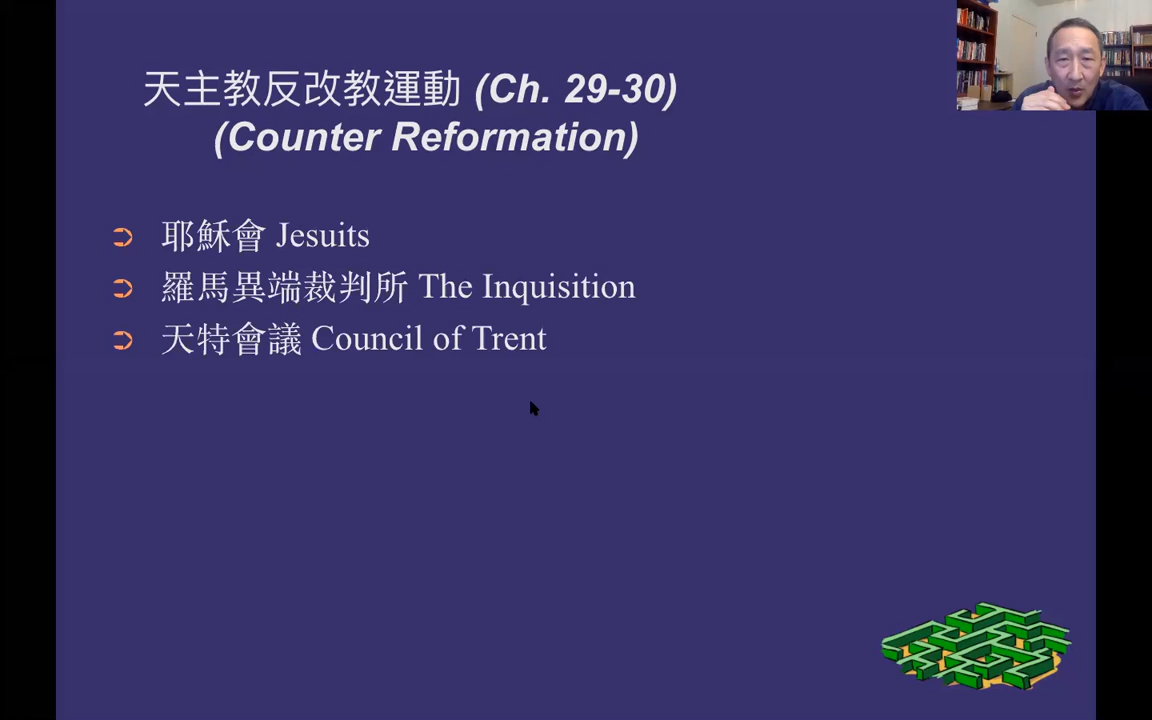 天主教反改教運動 (Ch. 29-30)
(Counter Reformation)
耶穌會 Jesuits
羅馬異端裁判所 The Inquisition
天特會議 Council of Trent